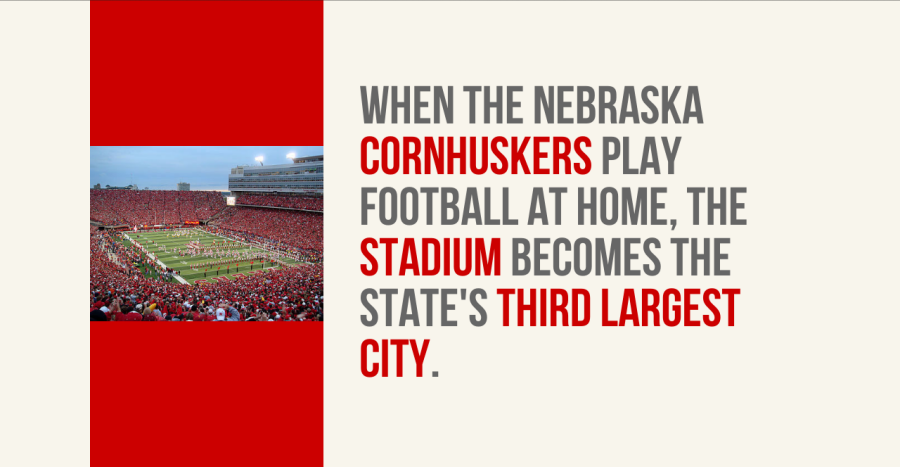 WHEN THE NEBRASKA
CORNHUSKERS PLAY
FOOTBALL AT HOME, THE
STADIUM BECOMES THE
STATE'S THIRD LARGEST
CITY.